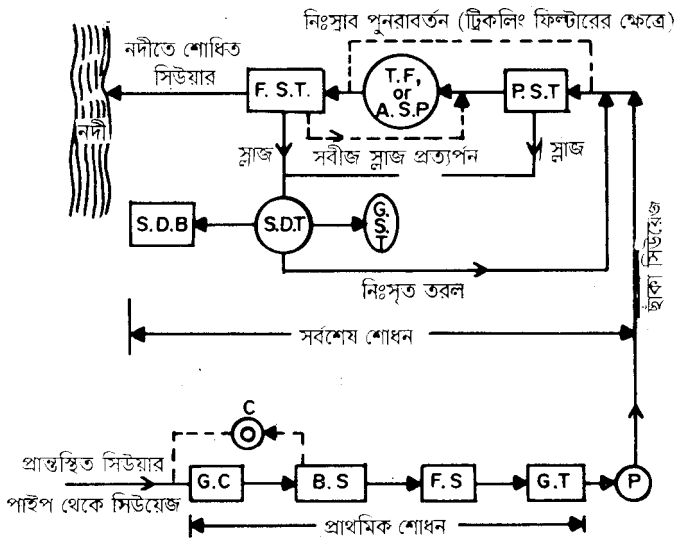 নিঃস্রাব পুনরাবর্তন (ট্রিকলিং ফিল্টারের ক্ষেত্রে)
নদীতে শোধিত
সিউয়ার
নদী
F. S. T.
T. F,
or
A. S. P
P. S. T
স্লাজ
সবীজ স্লাজ প্রত্যর্পন
স্লাজ
S. D. B
S. D. T
G.
S.
T
নিঃসৃত তরল
ছাঁকা সিউয়েজ
সর্বশেষ শোধন
C
প্রান্তস্থিত সিউয়ার
পাইপ থেকে সিউয়েজ
G. C
B. S
F. S
G. T
P
প্রাথমিক শোধন